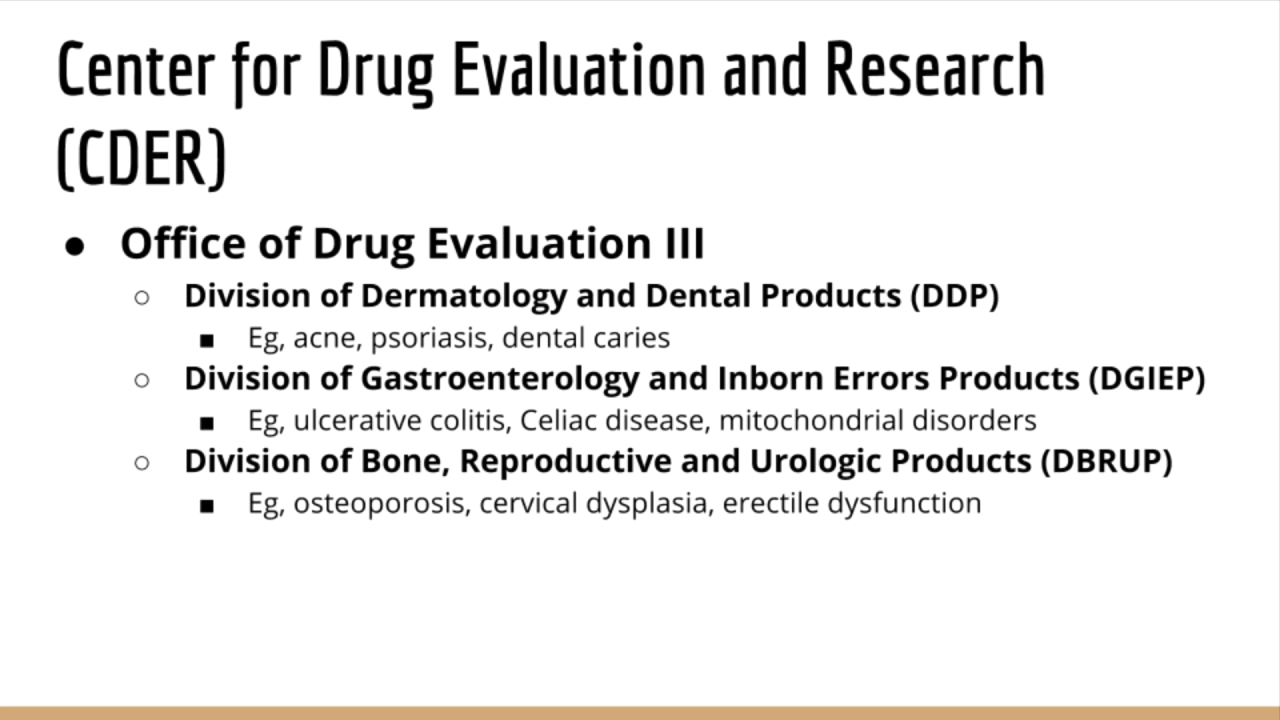 Center for Drug Evaluation and Research
(CDER)
● Office of Drug Evaluation III
○ Division of Dermatology and Dental Products (DDP)
■ Eg, acne, psoriasis, dental caries
○ Division of Gastroenterology and Inborn Errors Products (DGIEP)
■ Eg, ulcerative colitis, Celiac disease, mitochondrial disorders
○ Division of Bone, Reproductive and Urologic Products (DBRUP)
■ Eg, osteoporosis, cervical dysplasia, erectile dysfunction